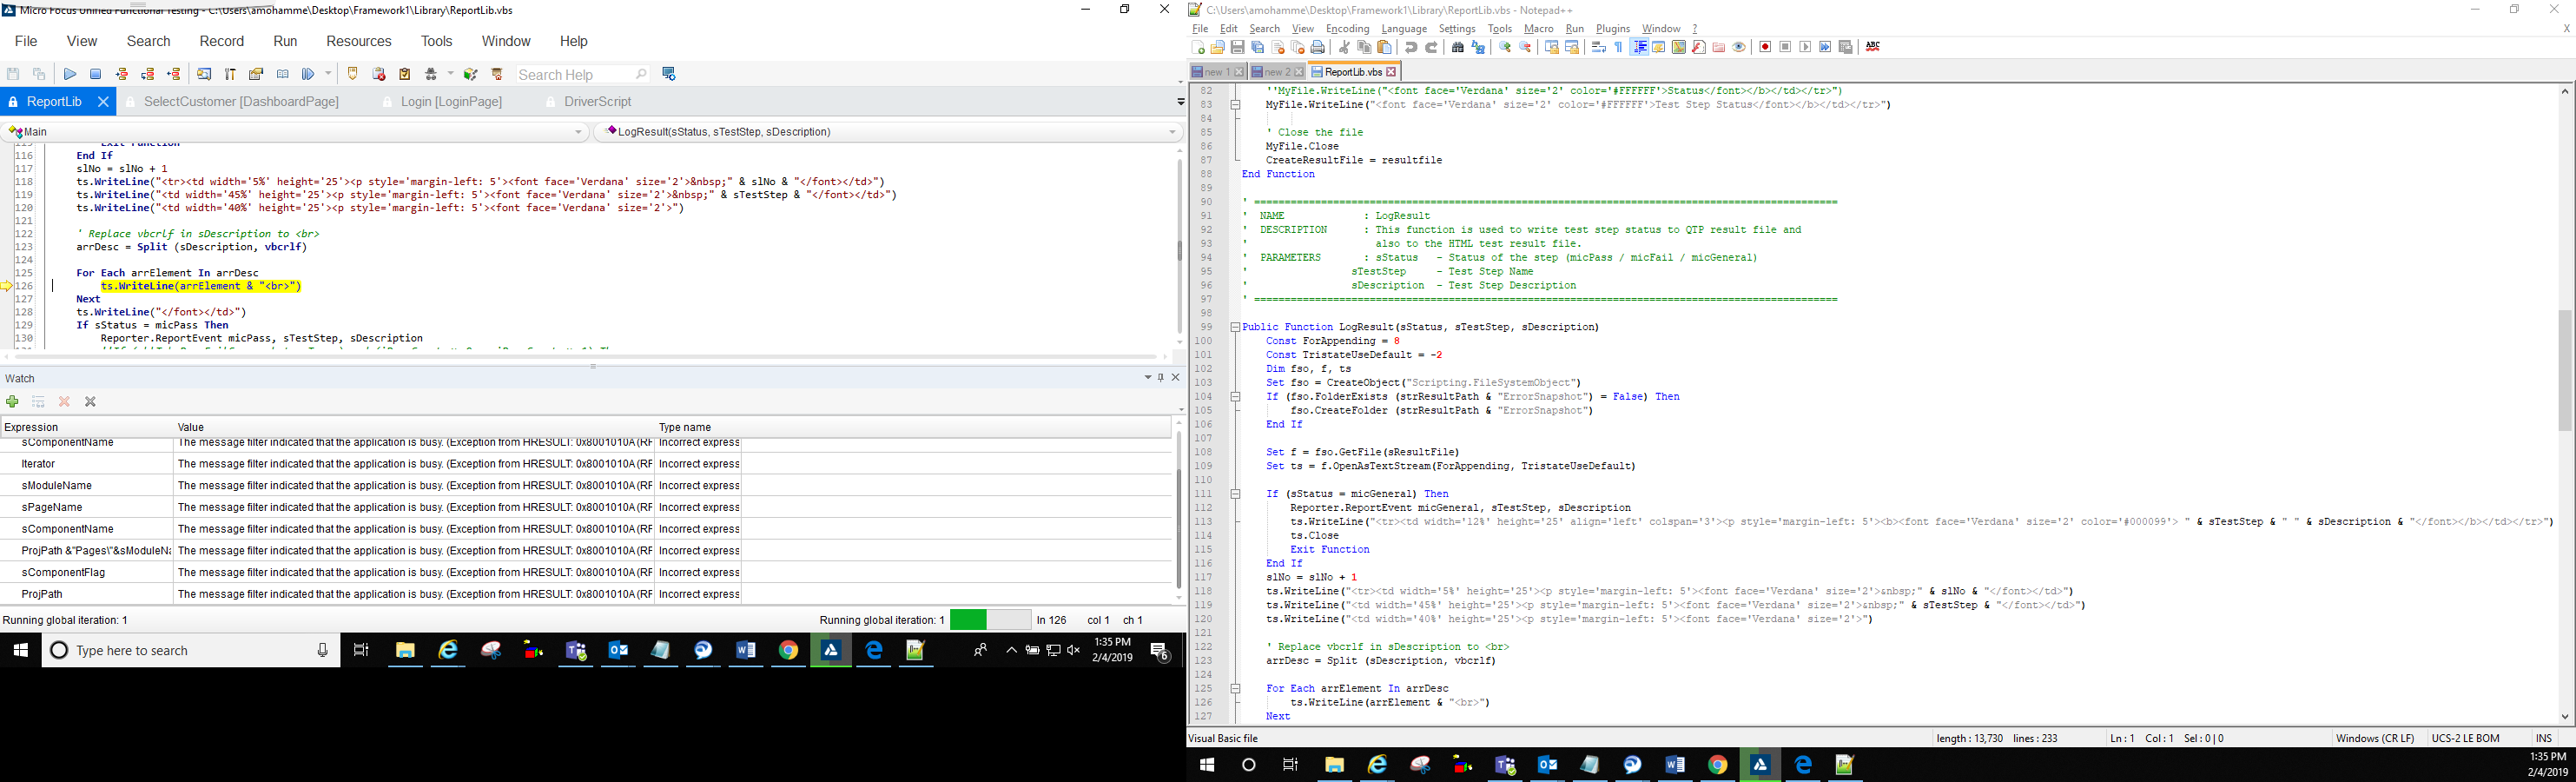 Micro Focus Unified Functional Testing - C:\Users\amohamme\Desktop\Framework1\Library\ReportLib.vbs
File View Search Record Run Resources Tools Window Help
Search Help
ReportLib SelectCustomer [DashboardPage] Login [LoginPage] DriverScript
Main LogResult(sStatus, sTestStep, sDescription)
115 Exit Function
116 End If
117 slNo = slNo + 1
118 ts.WriteLine("<tr><td width='5%' height='25'><p style='margin-left: 5'><font face='Verdana' size='2'>&nbsp;" & slNo & "</font></td>")
119 ts.WriteLine("<td width='45%' height='25'><p style='margin-left: 5'><font face='Verdana' size='2'>&nbsp;" & sTestStep & "</font></td>")
120 ts.WriteLine("<td width='40%' height='25'><p style='margin-left: 5'><font face='Verdana' size='2'>")
121
122 ' Replace vbcrlf in sDescription to <br>
123 arrDesc = Split (sDescription, vbcrlf)
124
125 For Each arrElement In arrDesc
126 ts.WriteLine(arrElement & "<br>")
127 Next
128 ts.WriteLine("</font></td>")
129 If sStatus = micPass Then
130 Reporter.ReportEvent micPass, sTestStep, sDescription
Watch
Expression Value Type name
sComponentName The message filter indicated that the application is busy. (Exception from HRESULT: 0x8001010A (RF Incorrect express
Iterator The message filter indicated that the application is busy. (Exception from HRESULT: 0x8001010A (RF Incorrect express
sModuleName The message filter indicated that the application is busy. (Exception from HRESULT: 0x8001010A (RF Incorrect express
sPageName The message filter indicated that the application is busy. (Exception from HRESULT: 0x8001010A (RF Incorrect express
sComponentName The message filter indicated that the application is busy. (Exception from HRESULT: 0x8001010A (RF Incorrect express
ProjPath &"Pages\"&sModuleNa The message filter indicated that the application is busy. (Exception from HRESULT: 0x8001010A (RF Incorrect express
sComponentFlag The message filter indicated that the application is busy. (Exception from HRESULT: 0x8001010A (RF Incorrect express
ProjPath The message filter indicated that the application is busy. (Exception from HRESULT: 0x8001010A (RF Incorrect express
Running global iteration: 1 Running global iteration: 1 ln 126 col 1 ch 1
Type here to search 1:35 PM
2/4/2019 6
C:\Users\amohamme\Desktop\Framework1\Library\ReportLib.vbs - Notepad++
File Edit Search View Encoding Language Settings Tools Macro Run Plugins Window ? X
ABC
new 1 new 2 ReportLib.vbs
82 ''MyFile.WriteLine("<font face='Verdana' size='2' color='#FFFFFF'>Status</font></b></td></tr>")
83 MyFile.WriteLine("<font face='Verdana' size='2' color='#FFFFFF'>Test Step Status</font></b></td></tr>")
84
85 ' Close the file
86 MyFile.Close
87 CreateResultFile = resultfile
88 End Function
89
90 ' ================================================================================================
91 ' NAME : LogResult
92 ' DESCRIPTION : This function is used to write test step status to QTP result file and
93 ' also to the HTML test result file.
94 ' PARAMETERS : sStatus - Status of the step (micPass / micFail / micGeneral)
95 ' sTestStep - Test Step Name
96 ' sDescription - Test Step Description
97 ' ================================================================================================
98
99 Public Function LogResult(sStatus, sTestStep, sDescription)
100 Const ForAppending = 8
101 Const TristateUseDefault = -2
102 Dim fso, f, ts
103 Set fso = CreateObject("Scripting.FileSystemObject")
104 If (fso.FolderExists (strResultPath & "ErrorSnapshot") = False) Then
105 fso.CreateFolder (strResultPath & "ErrorSnapshot")
106 End If
107
108 Set f = fso.GetFile(sResultFile)
109 Set ts = f.OpenAsTextStream(ForAppending, TristateUseDefault)
110
111 If (sStatus = micGeneral) Then
112 Reporter.ReportEvent micGeneral, sTestStep, sDescription
113 ts.WriteLine("<tr><td width='12%' height='25' align='left' colspan='3'><p style='margin-left: 5'><b><font face='Verdana' size='2' color='#000099'> " & sTestStep & " " & sDescription & "</font></b></td></tr>")
114 ts.Close
115 Exit Function
116 End If
117 slNo = slNo + 1
118 ts.WriteLine("<tr><td width='5%' height='25'><p style='margin-left: 5'><font face='Verdana' size='2'>&nbsp;" & slNo & "</font></td>")
119 ts.WriteLine("<td width='45%' height='25'><p style='margin-left: 5'><font face='Verdana' size='2'>&nbsp;" & sTestStep & "</font></td>")
120 ts.WriteLine("<td width='40%' height='25'><p style='margin-left: 5'><font face='Verdana' size='2'>")
121
122 ' Replace vbcrlf in sDescription to <br>
123 arrDesc = Split (sDescription, vbcrlf)
124
125 For Each arrElement In arrDesc
126 ts.WriteLine(arrElement & "<br>")
127 Next
Visual Basic file length : 13,730 lines : 233 Ln : 1 Col : 1 Sel : 0 | 0 Windows (CR LF) UCS-2 LE BOM INS
1:35 PM
2/4/2019